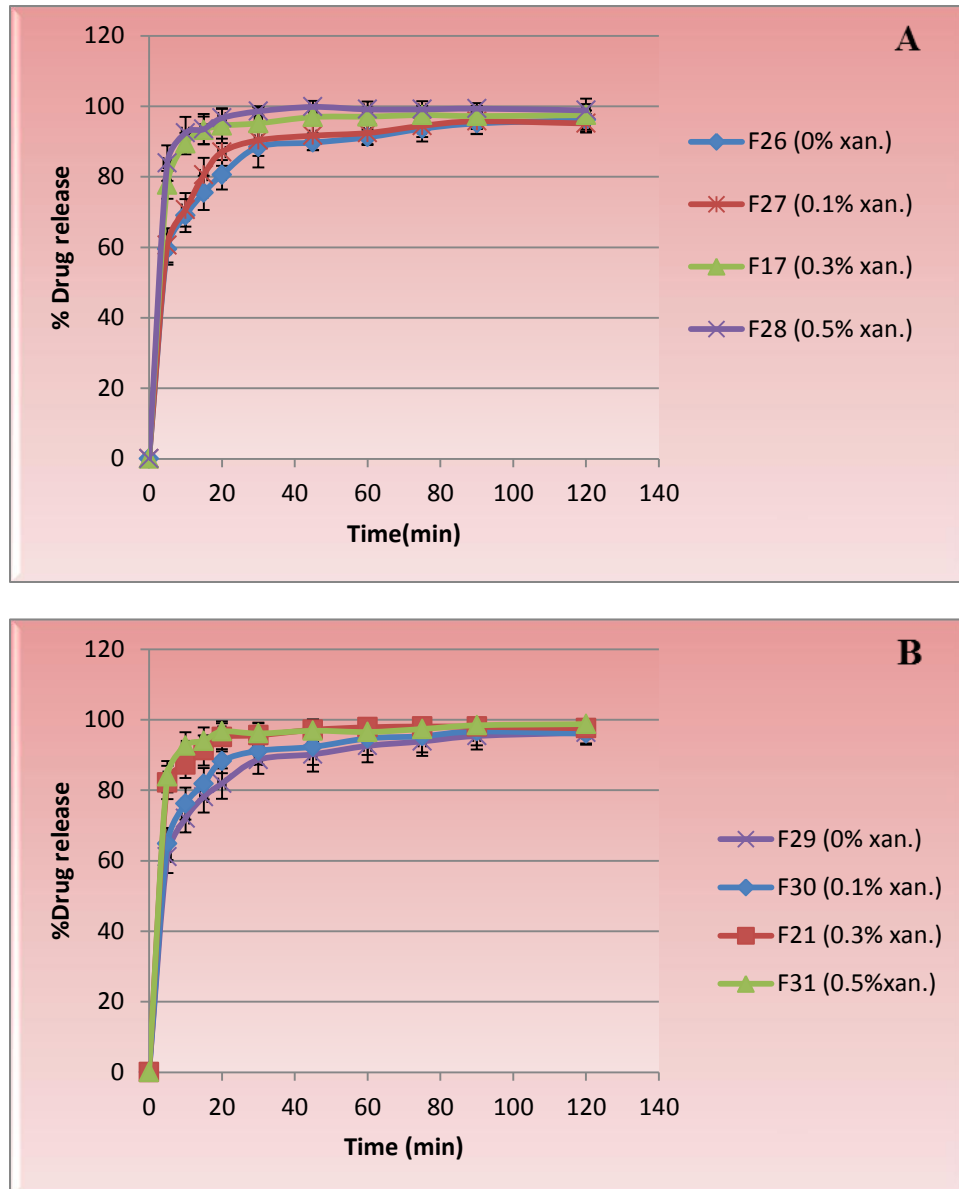 A
120
100
80
60
40
20
0
% Drug release
0 20 40 60 80 100 120 140
Time(min)
F26 (0% xan.)
F27 (0.1% xan.)
F17 (0.3% xan.)
F28 (0.5% xan.)
B
120
100
80
60
40
20
0
%Drug release
0 20 40 60 80 100 120 140
Time (min)
F29 (0% xan.)
F30 (0.1% xan.)
F21 (0.3% xan.)
F31 (0.5%xan.)